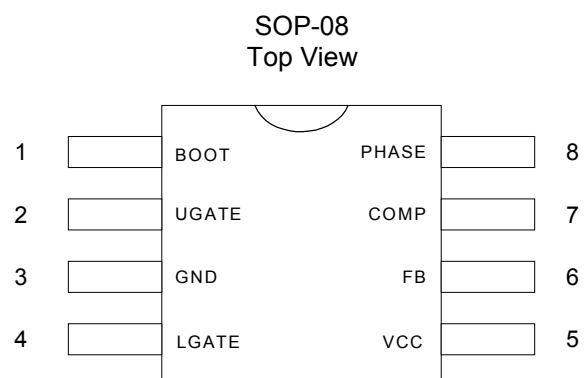 SOP-08
Top View
1 BOOT PHASE 8
2 UGATE COMP 7
3 GND FB 6
4 LGATE VCC 5